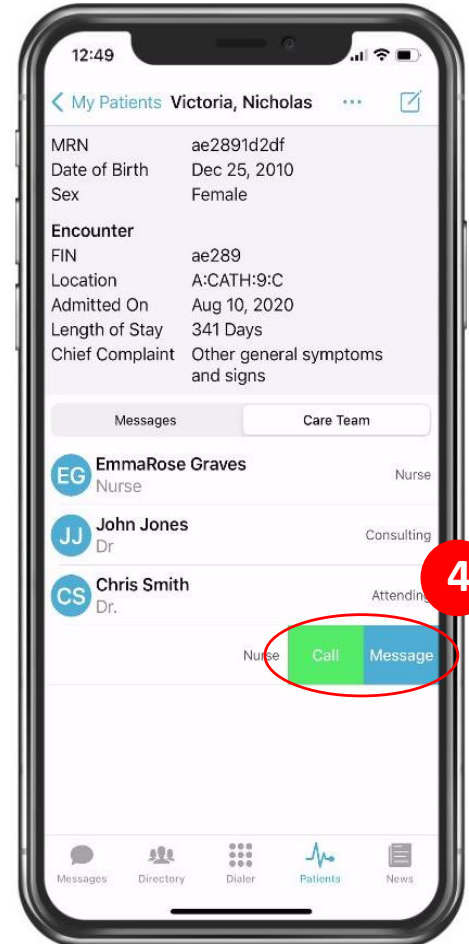 12:49
My Patients Victoria, Nicholas ...
MRN ae2891d2df
Date of Birth Dec 25, 2010
Sex Female
Encounter
FIN ae289
Location A:CATH:9:C
Admitted On Aug 10, 2020
Length of Stay 341 Days
Chief Complaint Other general symptoms
and signs
Messages Care Team
EG EmmaRose Graves Nurse
Nurse
JJ John Jones Consulting
Dr
CS Chris Smith Attending
Dr.
4
Nurse Call Message
Messages Directory Dialer Patients News